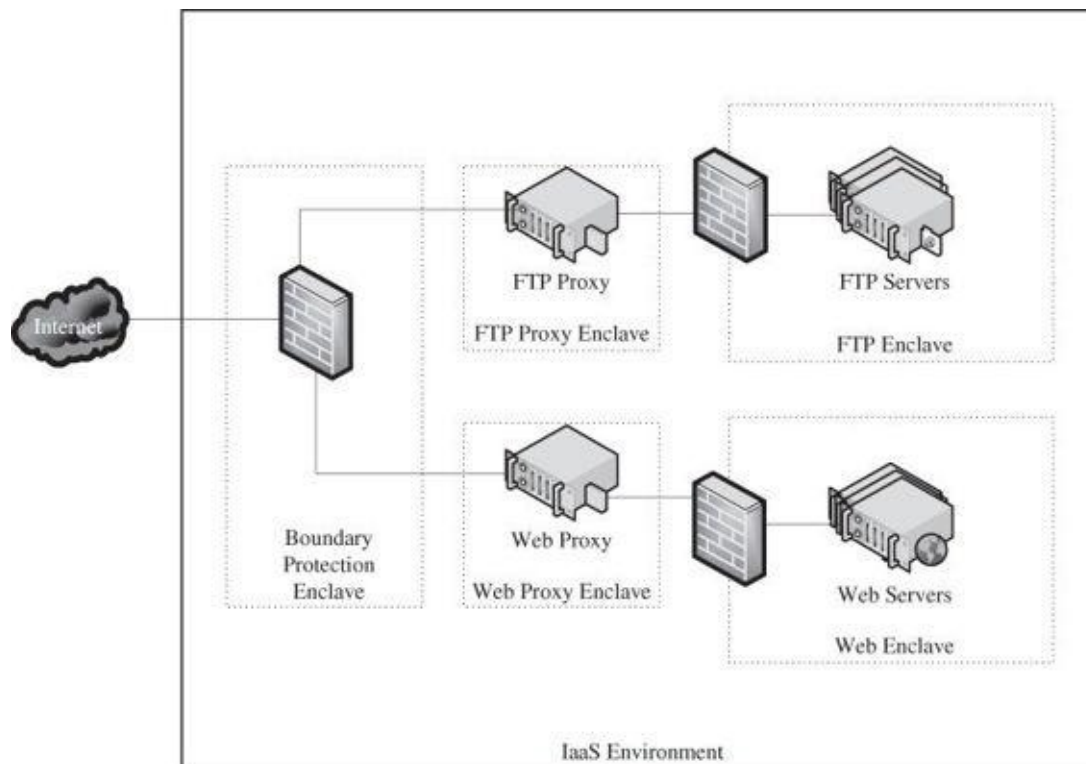 Internet
Boundary
Protection
Enclave
FTP Proxy
FTP Proxy Enclave
FTP Servers
FTP Enclave
Web Proxy
Web Proxy Enclave
Web Servers
Web Enclave
IaaS Environment